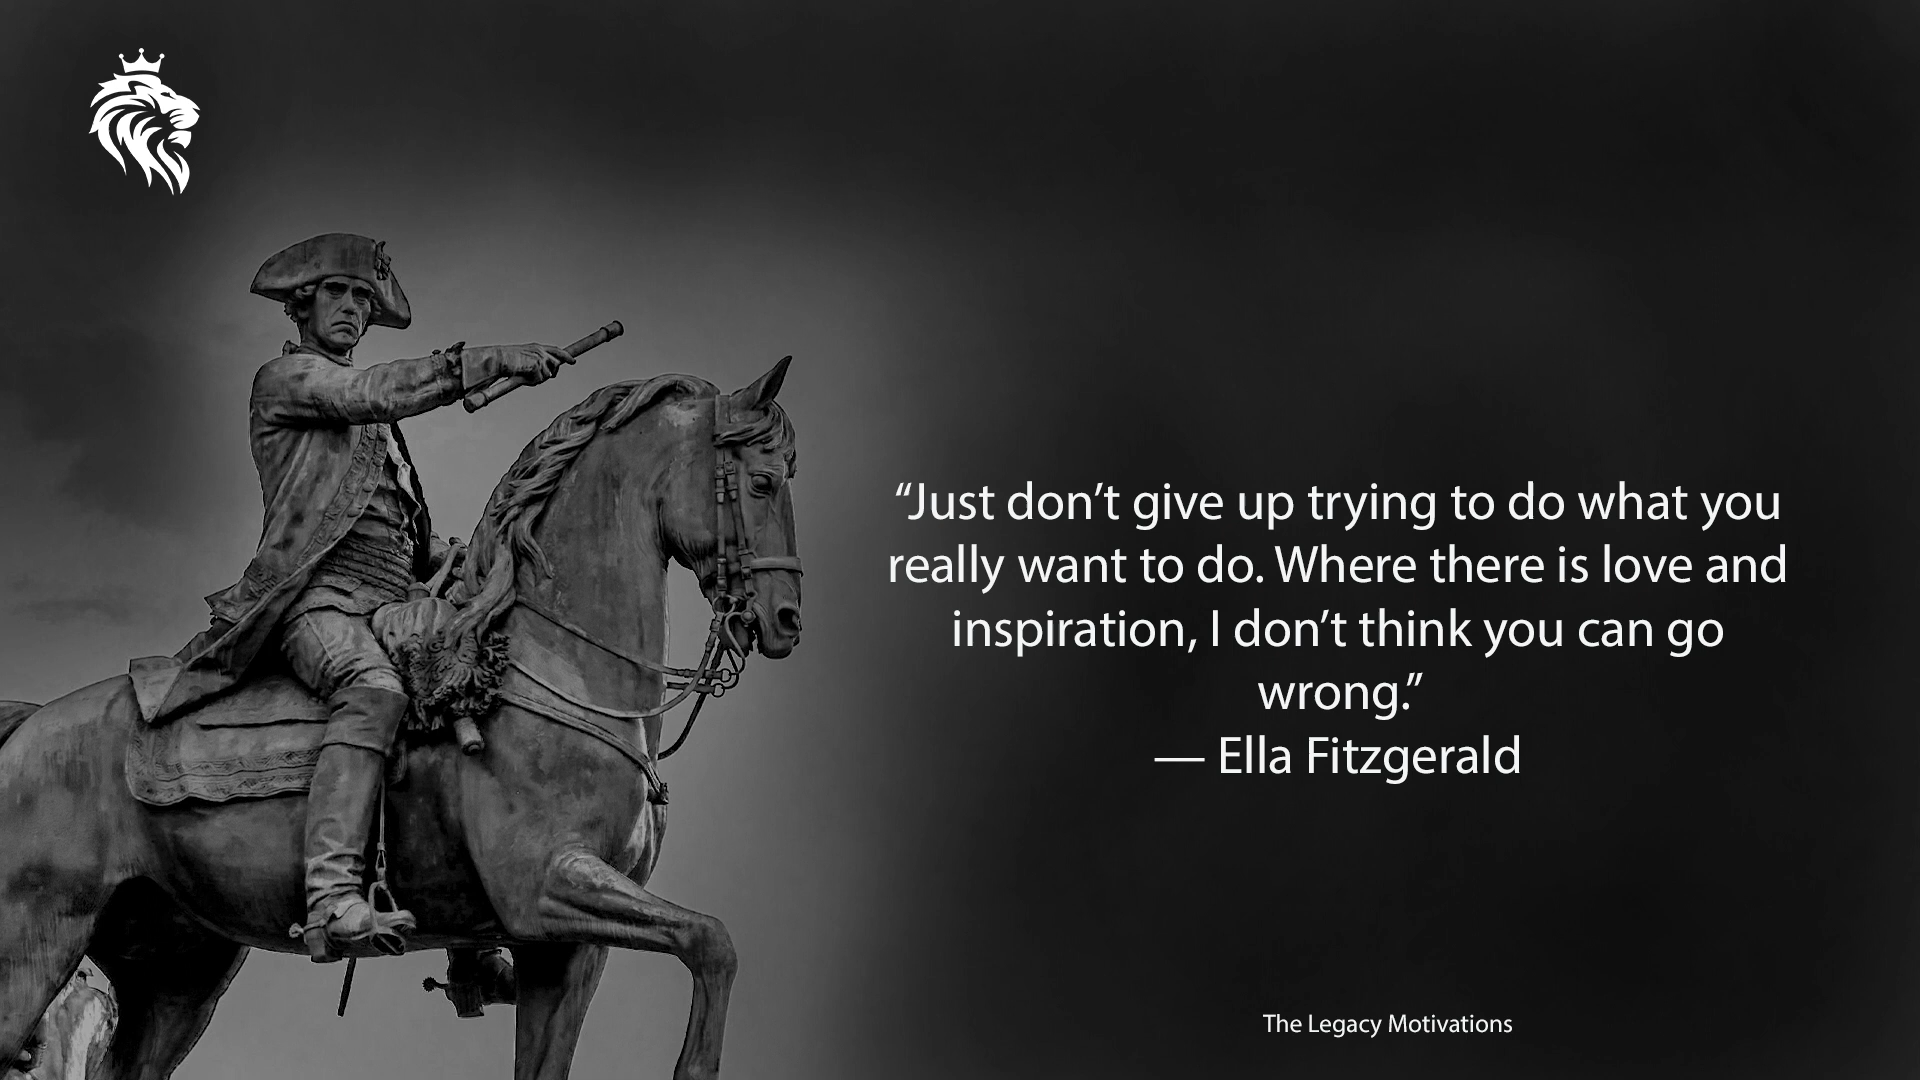 “Just don’t give up trying to do what you
really want to do. Where there is love and
inspiration, I don’t think you can go
wrong.”
— Ella Fitzgerald
The Legacy Motivations